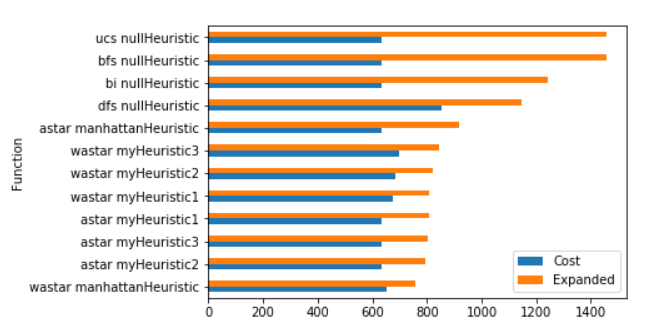 ucs nullHeuristic
bfs nullHeuristic
bi nullHeuristic
dfs nullHeuristic
astar manhattanHeuristic
wastar myHeuristic3
wastar myHeuristic2
wastar myHeuristic1
astar myHeuristic1
astar myHeuristic3
astar myHeuristic2
wastar manhattanHeuristic
Function
Cost
Expanded
0 200 400 600 800 1000 1200 1400